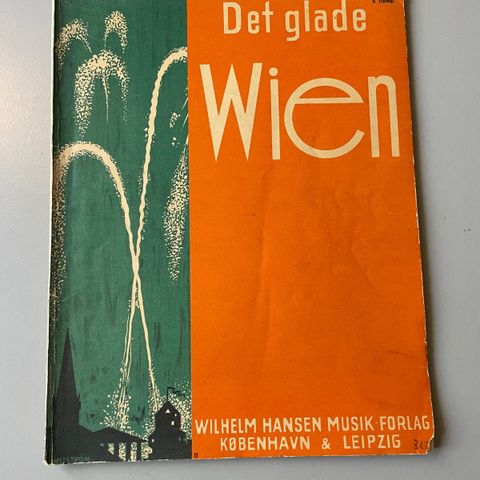 Det glade
Wien
WILHELM HANSEN MUSIK-FORLAG
KØBENHAVN & LEIPZIG